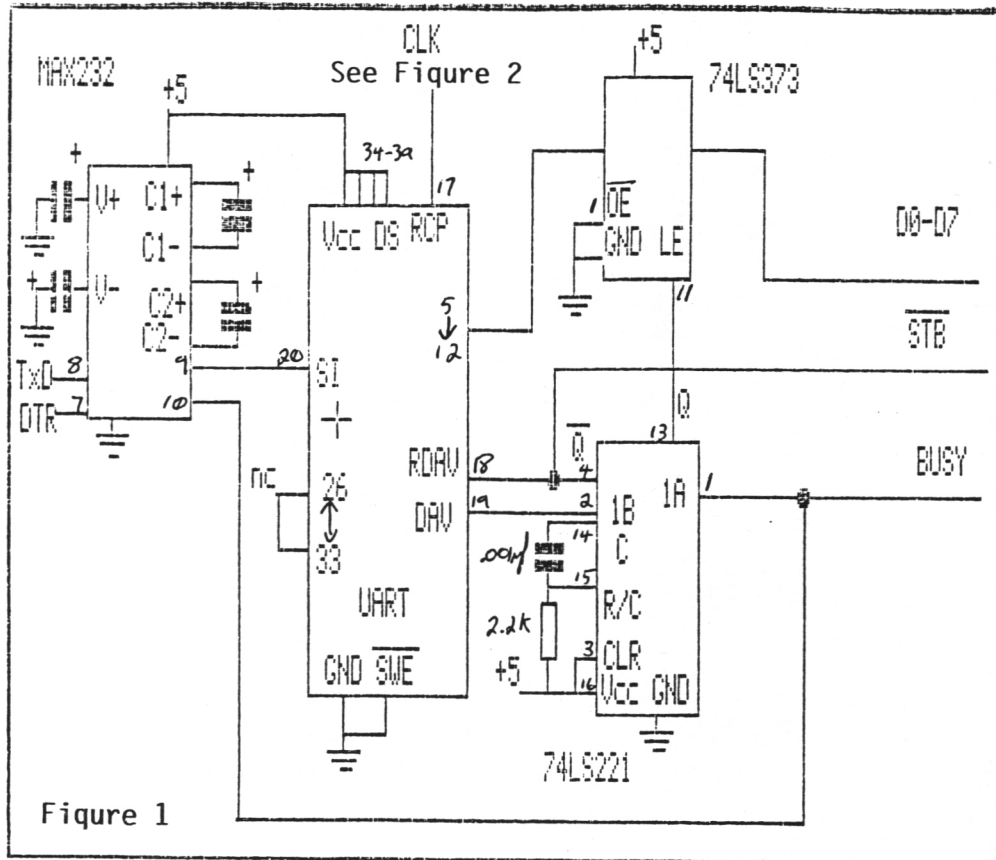 CLK
See Fiqure 2
MAX232
+5
+5
74LS373
34-39
17
+
V+
C1+
+
C1-
Vcc DS RCP
1
OE
GND LE
D0-D7
+
V-
C2+
+
C2-
11
5
12
STB
TxD
8
9
20
SI
DTR
7
10
Q
Q
13
RDAV
18
4
1
BUSY
nc
26
DAV
19
2
1A
1B
14
C
33
.001µf
15
R/C
UART
2.2K
3
CLR
GND SWE
+5
16
Vcc GND
74LS221
Fiqure 1